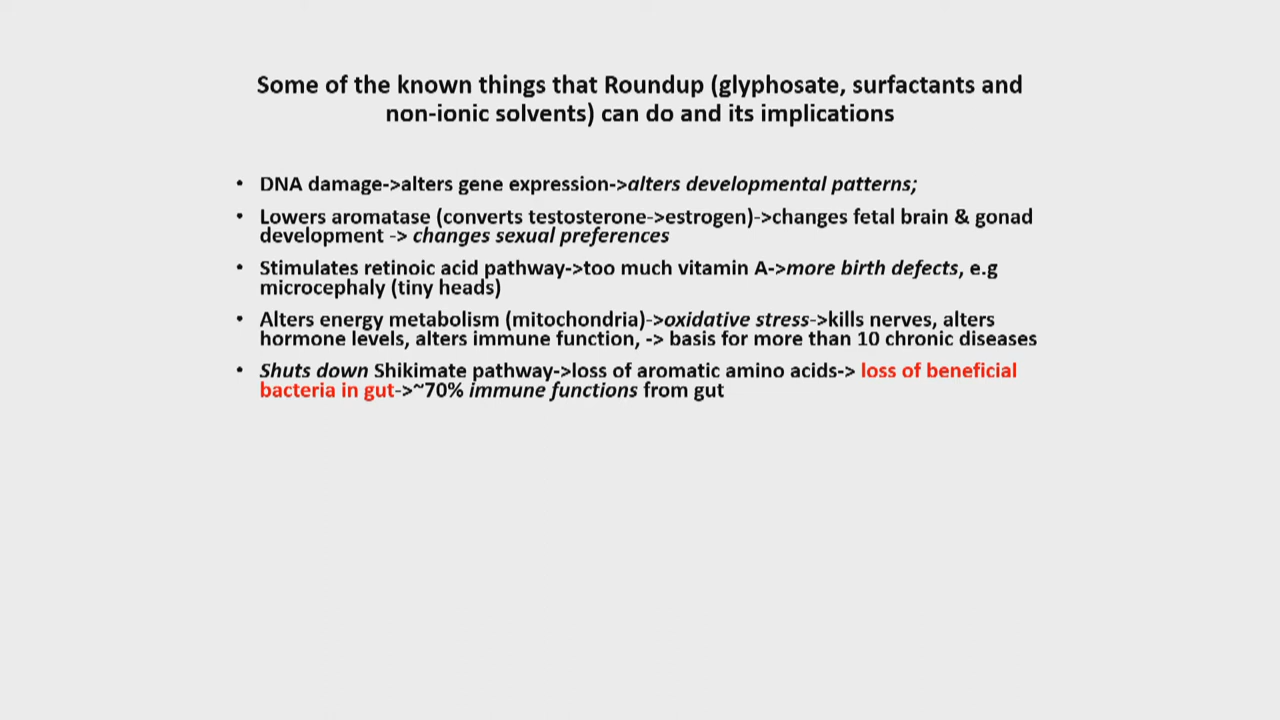 Some of the known things that Roundup (glyphosate, surfactants and
non-ionic solvents) can do and its implications
• DNA damage->alters gene expression->alters developmental patterns;
• Lowers aromatase (converts testosterone->estrogen)->changes fetal brain & gonad
development -> changes sexual preferences
• Stimulates retinoic acid pathway->too much vitamin A->more birth defects, e.g
microcephaly (tiny heads)
• Alters energy metabolism (mitochondria)->oxidative stress->kills nerves, alters
hormone levels, alters immune function, -> basis for more than 10 chronic diseases
• Shuts down Shikimate pathway->loss of aromatic amino acids-> loss of beneficial
bacteria in gut->~70% immune functions from gut